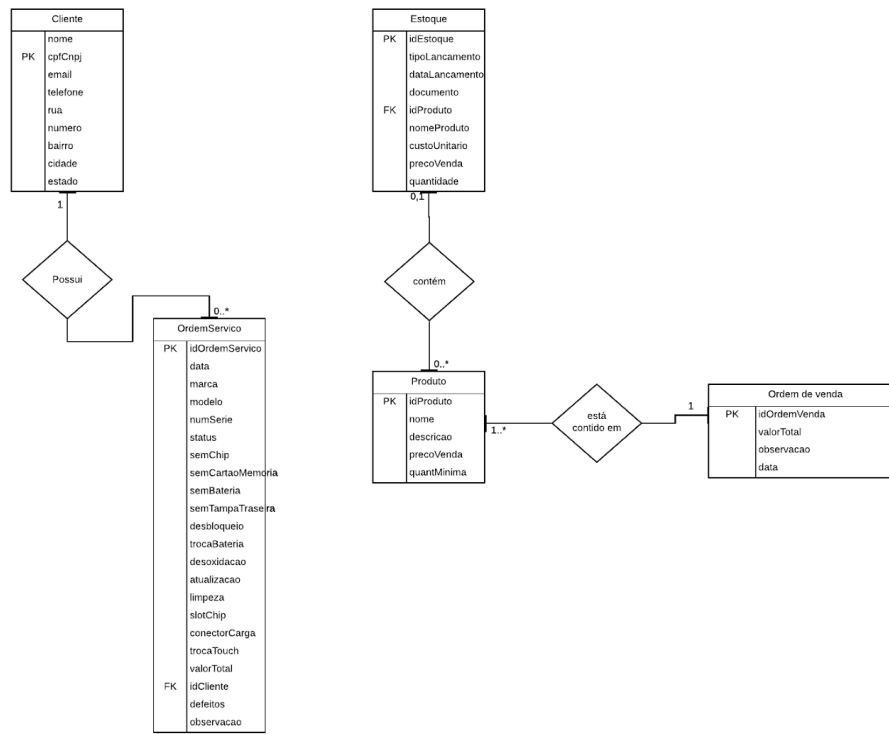 Cliente
nome
PK cpfCnpj
email
telefone
rua
numero
bairro
cidade
estado
1
Possui
0..*
OrdemServico
PK idOrdemServico
data
marca
modelo
numSerie
status
semChip
semCartaoMemoria
semBateria
semTampaTraseira
desbloqueio
trocaBateria
desoxidacao
atualizacao
limpeza
slotChip
conectorCarga
trocaTouch
valorTotal
FK idCliente
defeitos
observacao
Estoque
PK idEstoque
tipoLancamento
dataLancamento
documento
FK idProduto
nomeProduto
custoUnitario
precoVenda
quantidade
0,1
contém
0..*
Produto
PK idProduto
nome
descricao
precoVenda
quantMinima
1..*
está
contido em
1
Ordem de venda
PK idOrdemVenda
valorTotal
observacao
data